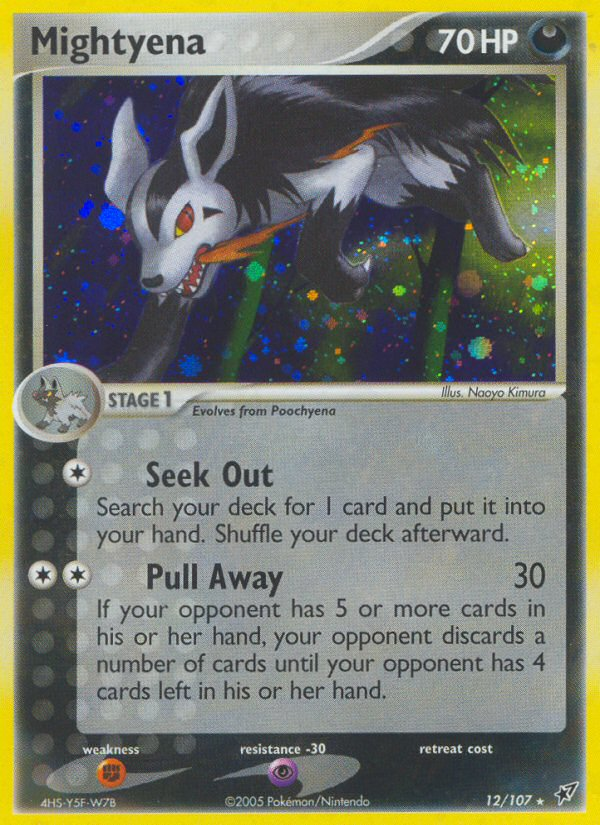 Mightyena 70 HP
Illus. Naoyo Kimura
STAGE 1
Evolves from Poochyena
Seek Out
Search your deck for 1 card and put it into
your hand. Shuffle your deck afterward.
Pull Away 30
If your opponent has 5 or more cards in
his or her hand, your opponent discards a
number of cards until your opponent has 4
cards left in his or her hand.
weakness resistance -30 retreat cost
4HS-Y5F-W7B ©2005 Pokémon/Nintendo 12/107 ★